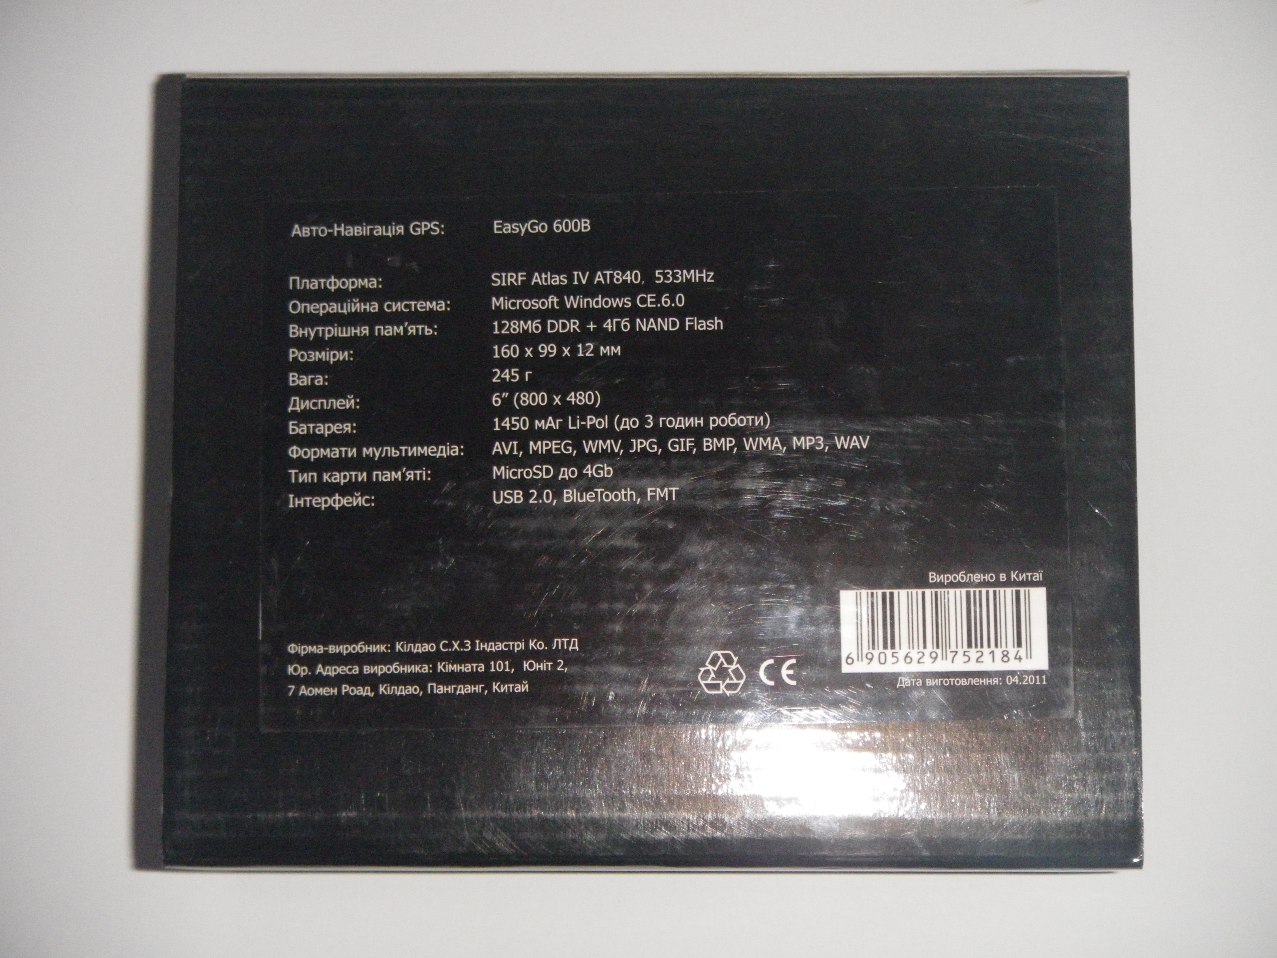 Авто-Навігація GPS: EasyGo 600B
Платформа: SIRF Atlas IV AT840, 533MHz
Операційна система: Microsoft Windows CE.6.0
Внутрішня пам'ять: 128Мб DDR + 4Гб NAND Flash
Розміри: 160 x 99 x 12 мм
Вага: 245 г
Дисплей: 6” (800 x 480)
Батарея: 1450 мАг Li-Pol (до 3 годин роботи)
Формати мультимедіа: AVI, MPEG, WMV, JPG, GIF, BMP, WMA, MP3, WAV
Тип карти пам'яті: MicroSD до 4Gb
Інтерфейс: USB 2.0, BlueTooth, FMT
Вироблено в Китаї
6 905629 752184
Дата виготовлення: 04.2011
Фірма-виробник: Кілдао С.Х.З Індастрі Ко. ЛТД
Юр. Адреса виробника: Кімната 101, Юніт 2,
7 Аомен Роад, Кілдао, Пангданг, Китай
CE